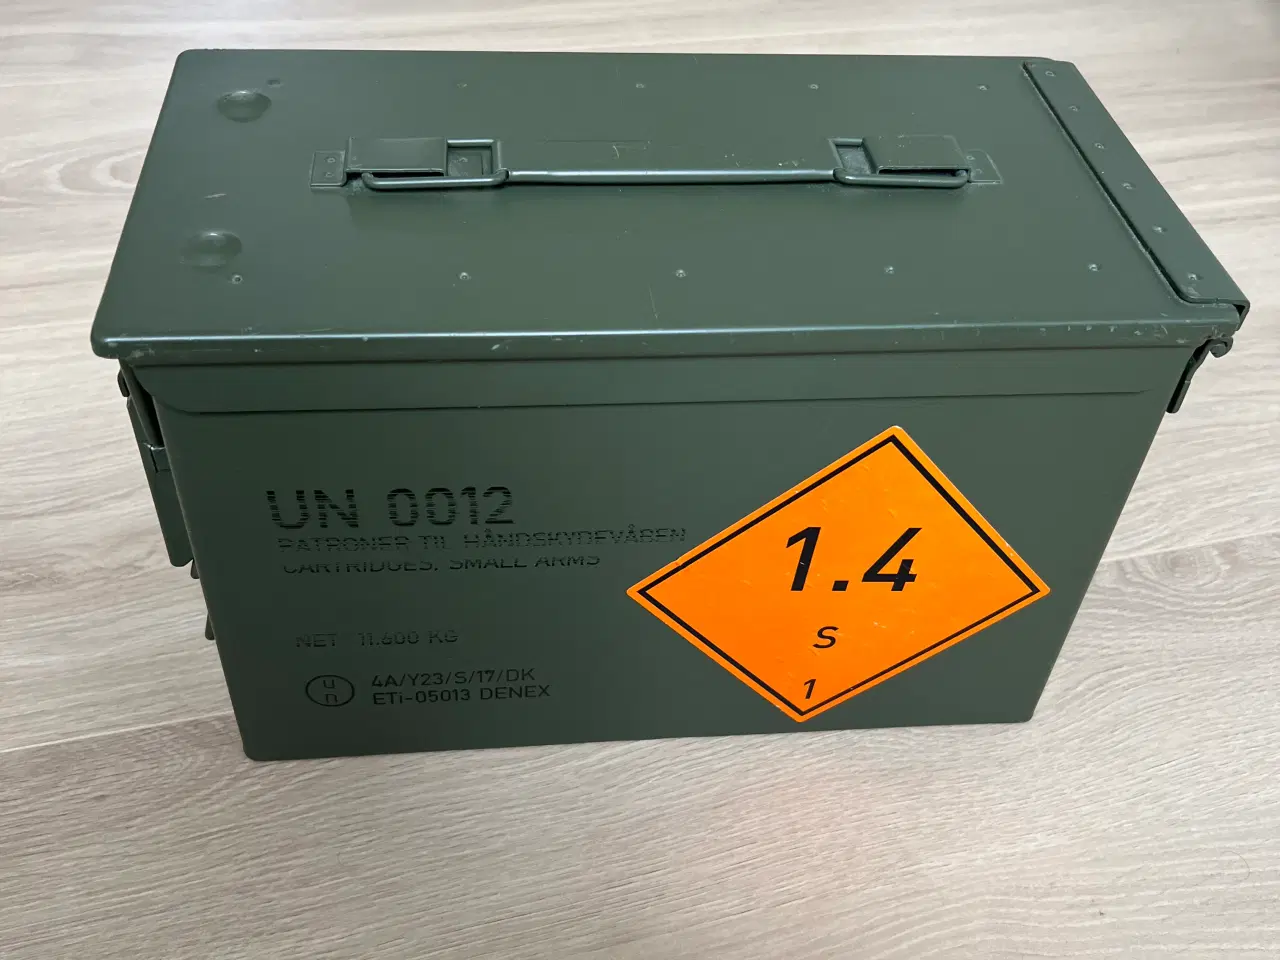 UN 0012
PATRONER TIL HÅNDSKYDEVÅBEN
CARTRIDGES, SMALL ARMS
NET 11.600 KG
un
4A/Y23/S/17/DK
ETi-05013 DENEX
1.4
S
1